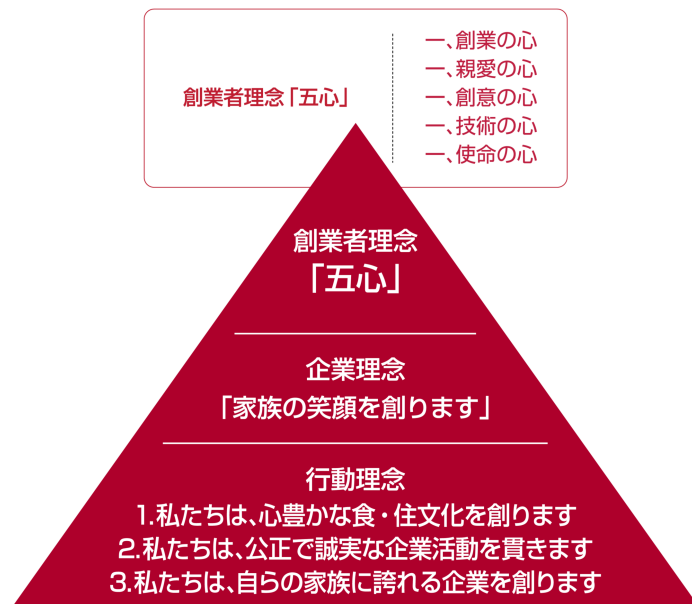 創業者理念「五心」
一、創業の心
一、親愛の心
一、創意の心
一、技術の心
一、使命の心
創業者理念
「五心」
企業理念
「家族の笑顔を創ります」
行動理念
1.私たちは、心豊かな食・住文化を創ります
2.私たちは、公正で誠実な企業活動を貫きます
3.私たちは、自らの家族に誇れる企業を創ります